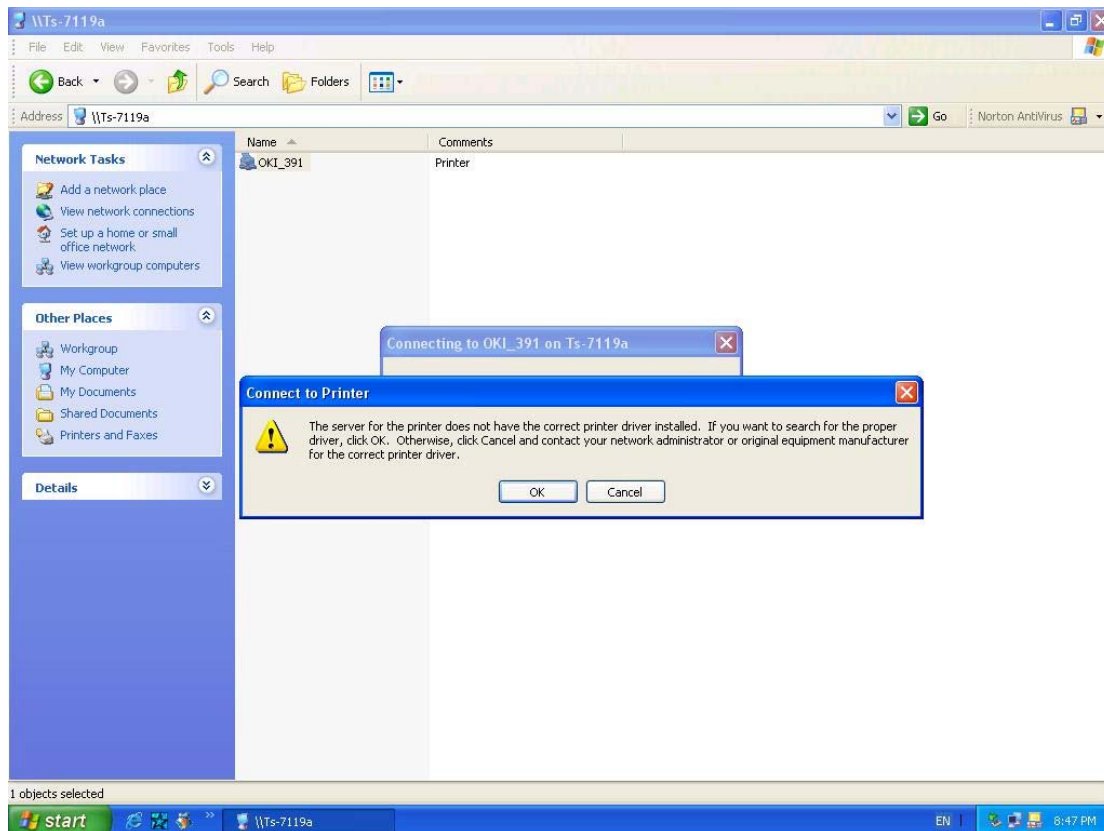 \\Ts-7119a
File Edit View Favorites Tools Help
Back Search Folders
Address \\Ts-7119a Go Norton AntiVirus
Name Comments
OKI_391 Printer
Network Tasks
Add a network place
View network connections
Set up a home or small
office network
View workgroup computers
Other Places
Workgroup
My Computer
My Documents
Shared Documents
Printers and Faxes
Details
Connecting to OKI_391 on Ts-7119a
Connect to Printer
The server for the printer does not have the correct printer driver installed. If you want to search for the proper
driver, click OK. Otherwise, click Cancel and contact your network administrator or original equipment manufacturer
for the correct printer driver.
OK Cancel
1 objects selected
start \\Ts-7119a EN 8:47 PM